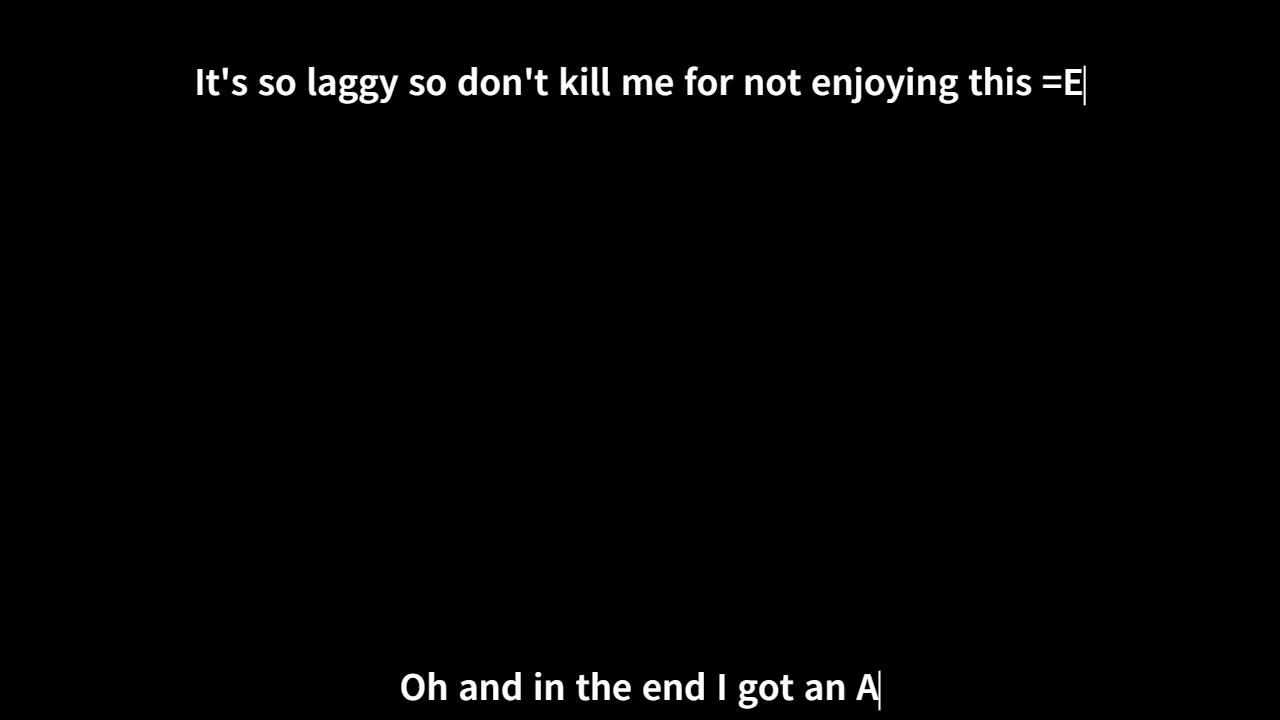 It's so laggy so don't kill me for not enjoying this =E
Oh and in the end I got an A